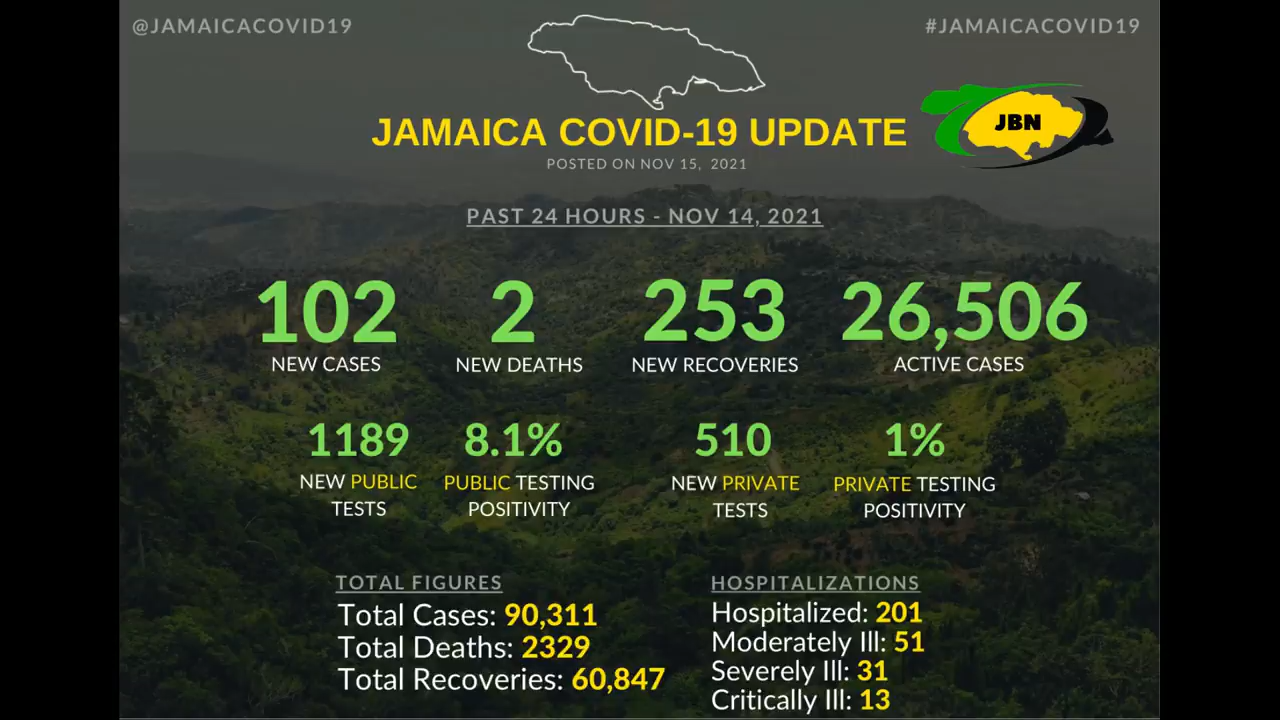 @JAMAICACOVID19
#JAMAICACOVID19
JAMAICA COVID-19 UPDATE
JBN
POSTED ON NOV 15, 2021
PAST 24 HOURS - NOV 14, 2021
102 2 253 26,506
NEW CASES NEW DEATHS NEW RECOVERIES ACTIVE CASES
1189 8.1% 510 1%
NEW PUBLIC PUBLIC TESTING NEW PRIVATE PRIVATE TESTING
TESTS POSITIVITY TESTS POSITIVITY
TOTAL FIGURES
Total Cases: 90,311
Total Deaths: 2329
Total Recoveries: 60,847
HOSPITALIZATIONS
Hospitalized: 201
Moderately Ill: 51
Severely Ill: 31
Critically Ill: 13